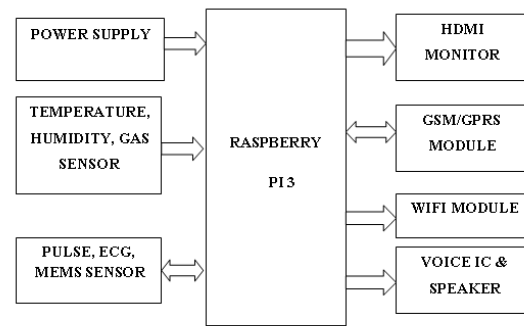 POWER SUPPLY
TEMPERATURE,
HUMIDITY, GAS
SENSOR
PULSE, ECG,
MEMS SENSOR
RASPBERRY
PI 3
HDMI
MONITOR
GSM/GPRS
MODULE
WIFI MODULE
VOICE IC &
SPEAKER